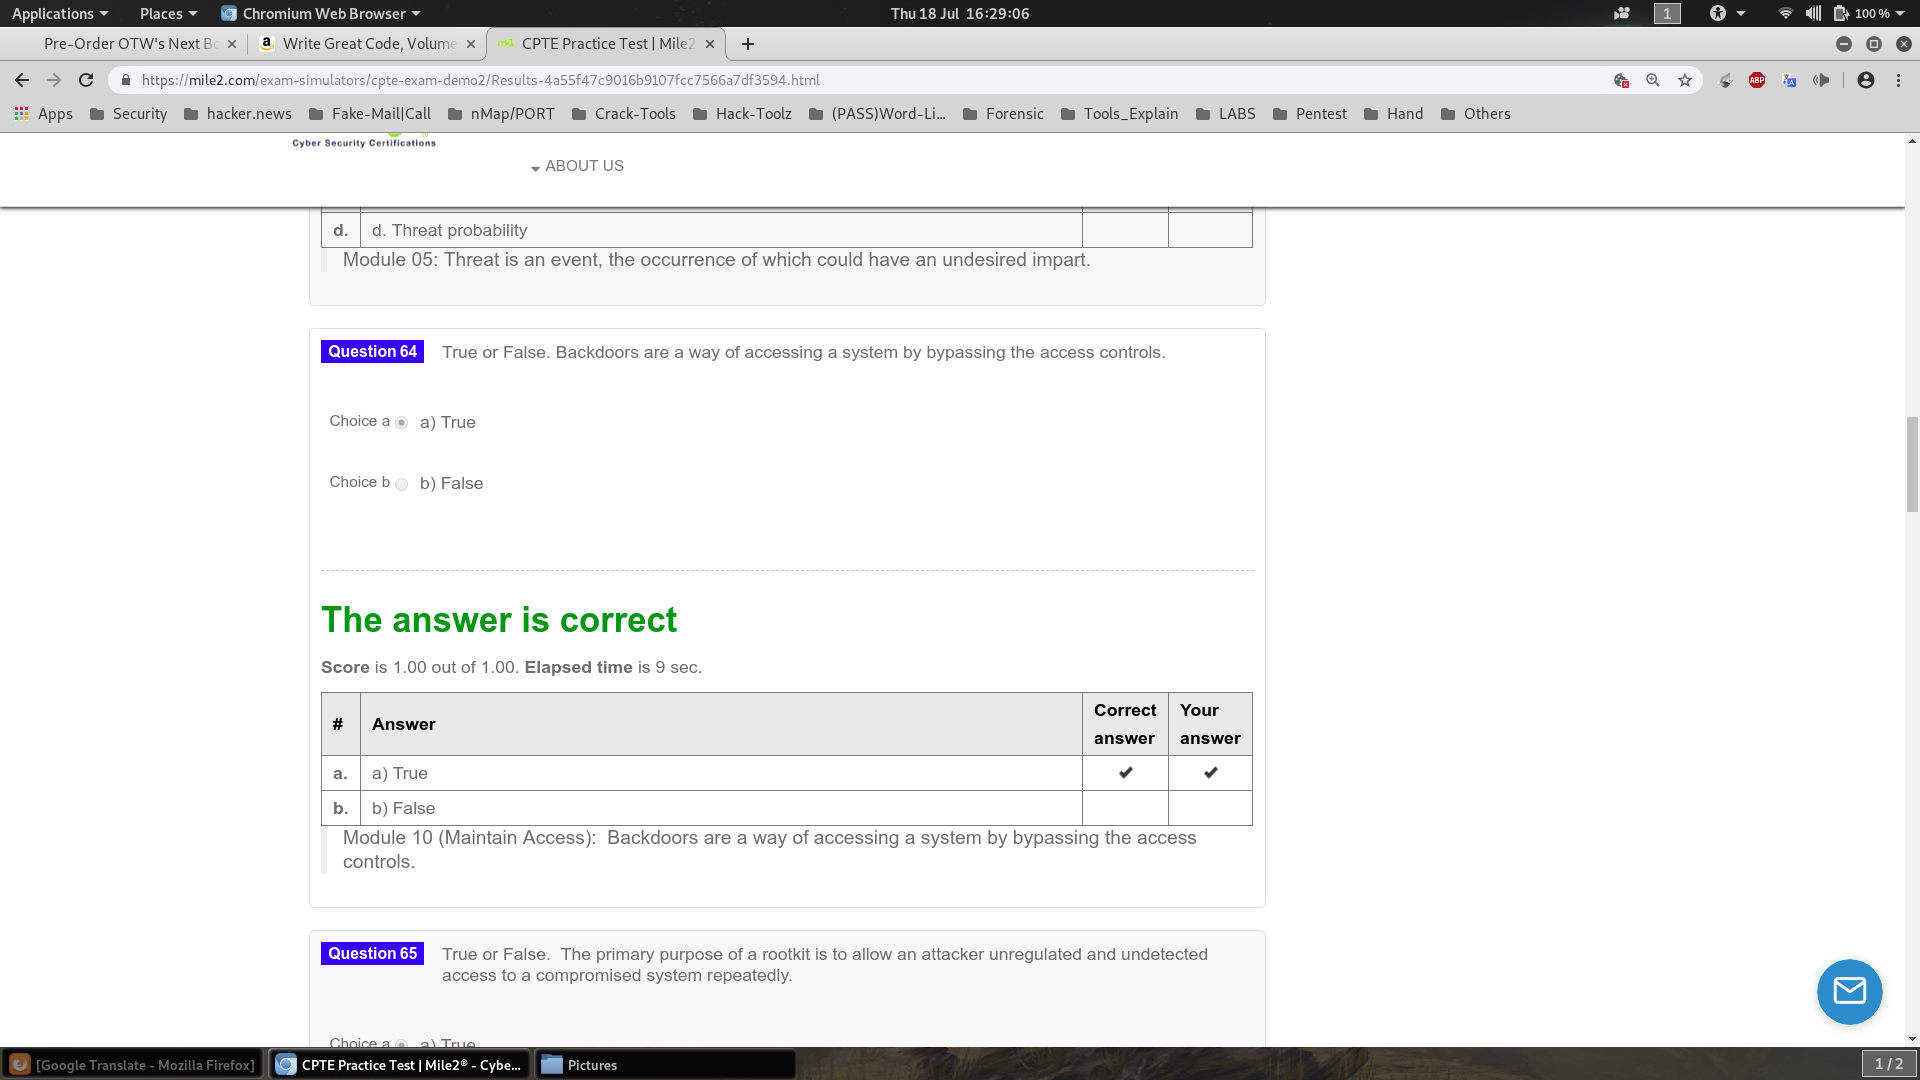 Applications Places Chromium Web Browser Thu 18 Jul 16:29:06 1 100 %
Pre-Order OTW's Next Bo Write Great Code, Volume CPTE Practice Test | Mile2
https://mile2.com/exam-simulators/cpte-exam-demo2/Results-4a55f47c9016b9107fcc7566a7df3594.html ABP
Apps Security hacker.news Fake-Mail|Call nMap/PORT Crack-Tools Hack-Toolz (PASS)Word-Li... Forensic Tools_Explain LABS Pentest Hand Others
Cyber Security Certifications
ABOUT US
d. d. Threat probability
Module 05: Threat is an event, the occurrence of which could have an undesired impart.
Question 64 True or False. Backdoors are a way of accessing a system by bypassing the access controls.
Choice a a) True
Choice b b) False
The answer is correct
Score is 1.00 out of 1.00. Elapsed time is 9 sec.
# Answer Correct answer Your answer
a. a) True ✔ ✔
b. b) False
Module 10 (Maintain Access): Backdoors are a way of accessing a system by bypassing the access
controls.
Question 65 True or False. The primary purpose of a rootkit is to allow an attacker unregulated and undetected
access to a compromised system repeatedly.
Choice a a) True
[Google Translate - Mozilla Firefox] CPTE Practice Test | Mile2® - Cybe... Pictures 1 / 2